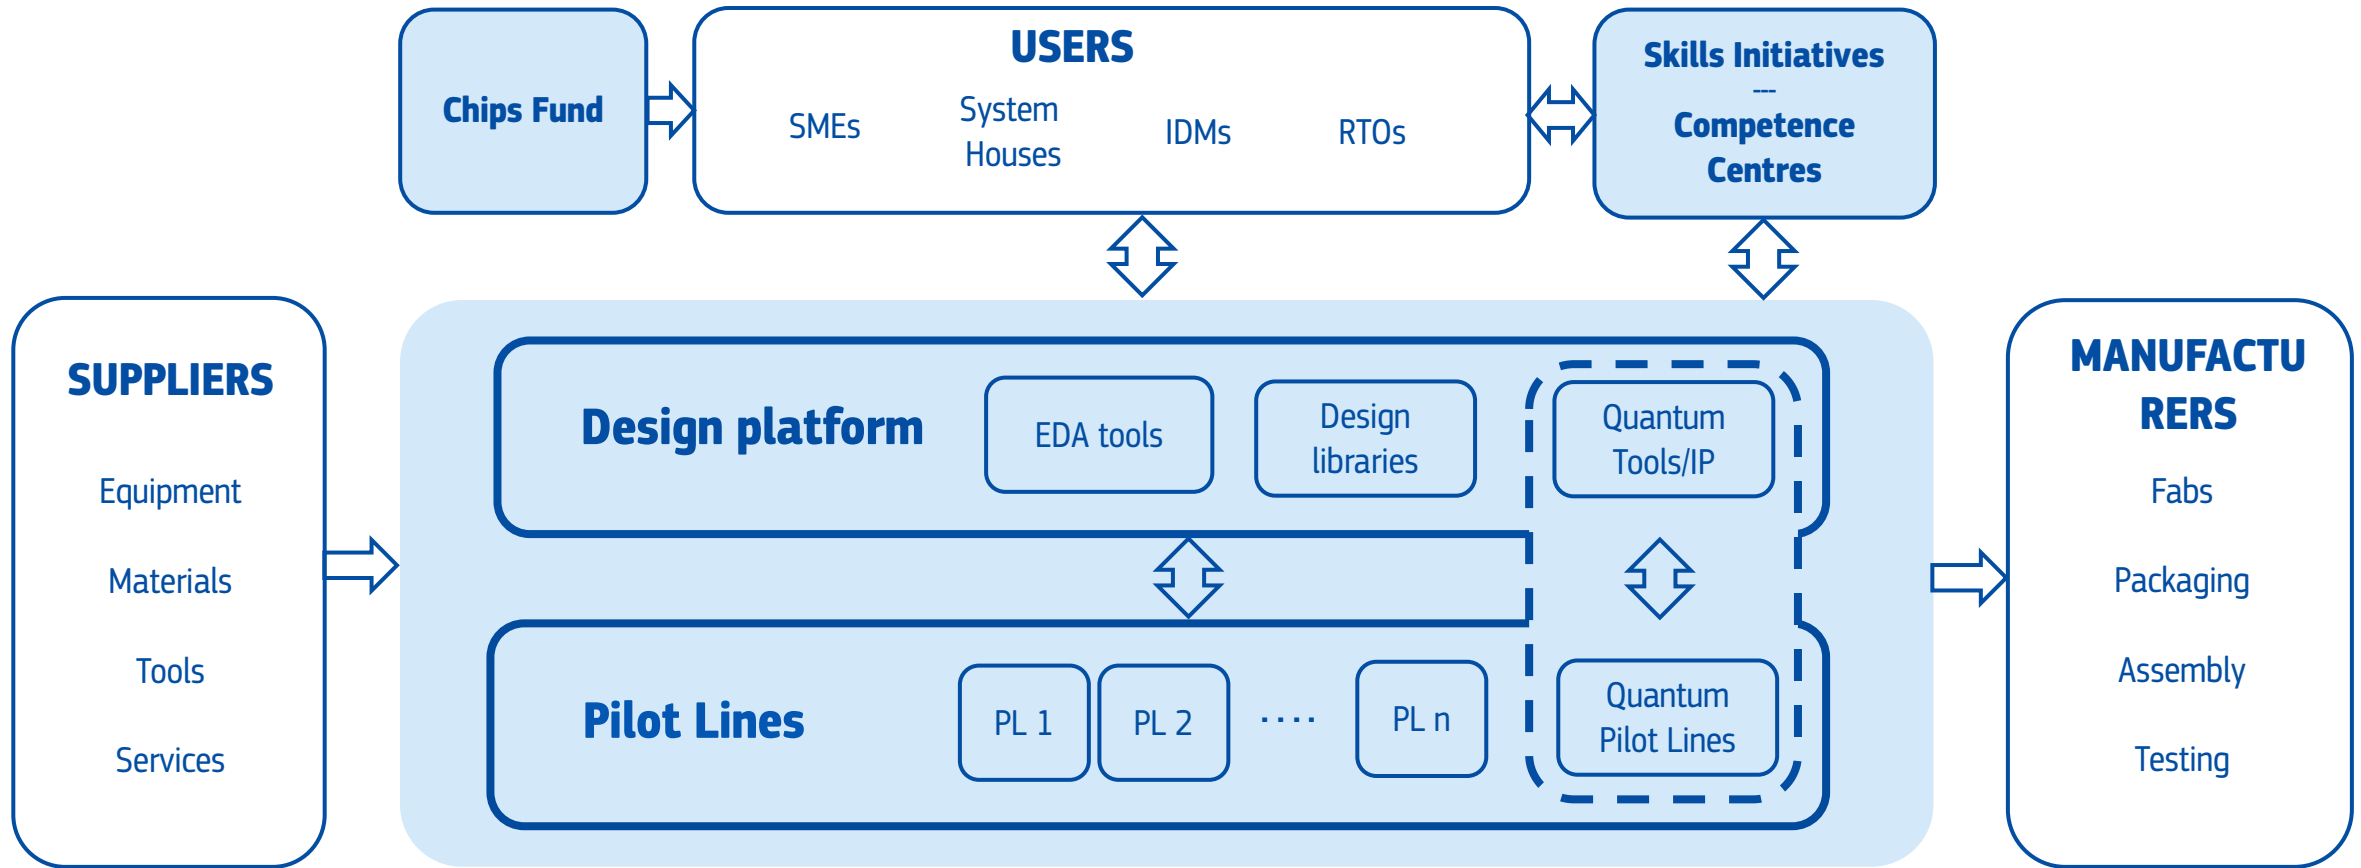 Chips Fund
USERS
SMEs
System
Houses
IDMs
RTOs
Skills Initiatives
---
Competence
Centres
SUPPLIERS
Equipment
Materials
Tools
Services
Design platform
EDA tools
Design
libraries
Quantum
Tools/IP
Pilot Lines
PL 1
PL 2
....
PL n
Quantum
Pilot Lines
MANUFACTU
RERS
Fabs
Packaging
Assembly
Testing